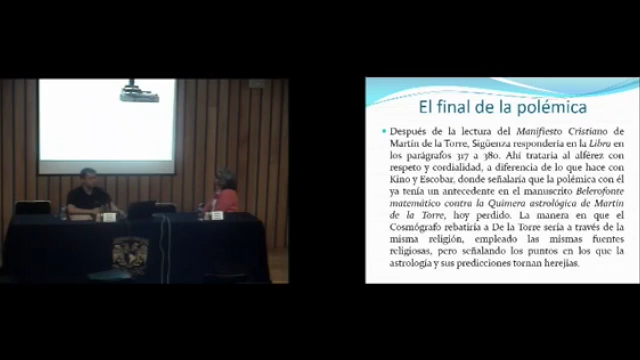 El final de la polémica
Después de la lectura del Manifiesto Cristiano de
Martín de la Torre, Sigüenza respondería en la Libra en
los parágrafos 317 a 380. Ahí trataría al alférez con
respeto y cordialidad, a diferencia de lo que hace con
Kino y Escobar, donde señalaría que la polémica con él
ya tenía un antecedente en el manuscrito Belerofonte
matemático contra la Quimera astrológica de Martín
de la Torre, hoy perdido. La manera en que el
Cosmógrafo rebatiría a De la Torre sería a través de la
misma religión, empleado las mismas fuentes
religiosas, pero señalando los puntos en los que la
astrología y sus predicciones tornan herejías.